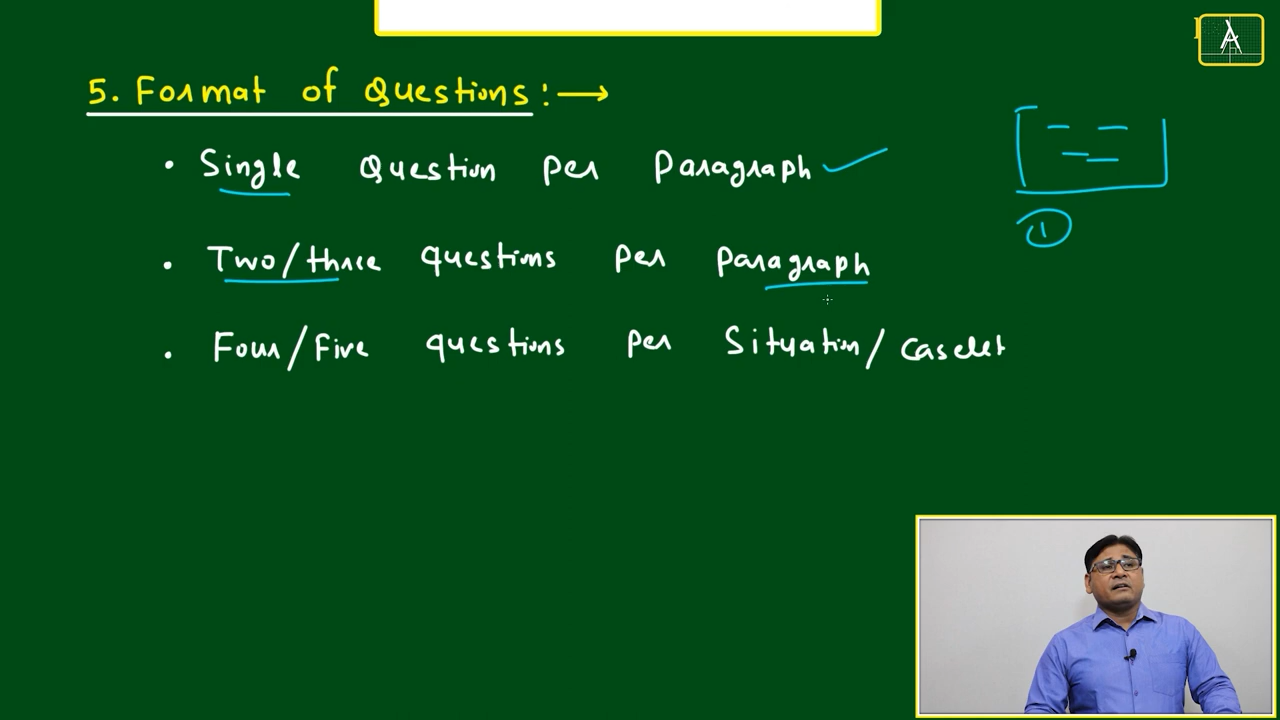 5. Format of Questions :→
• Single Question per Paragraph ✓
• Two/three questions per paragraph
• Four/Five questions per Situation/Caselet
1
A